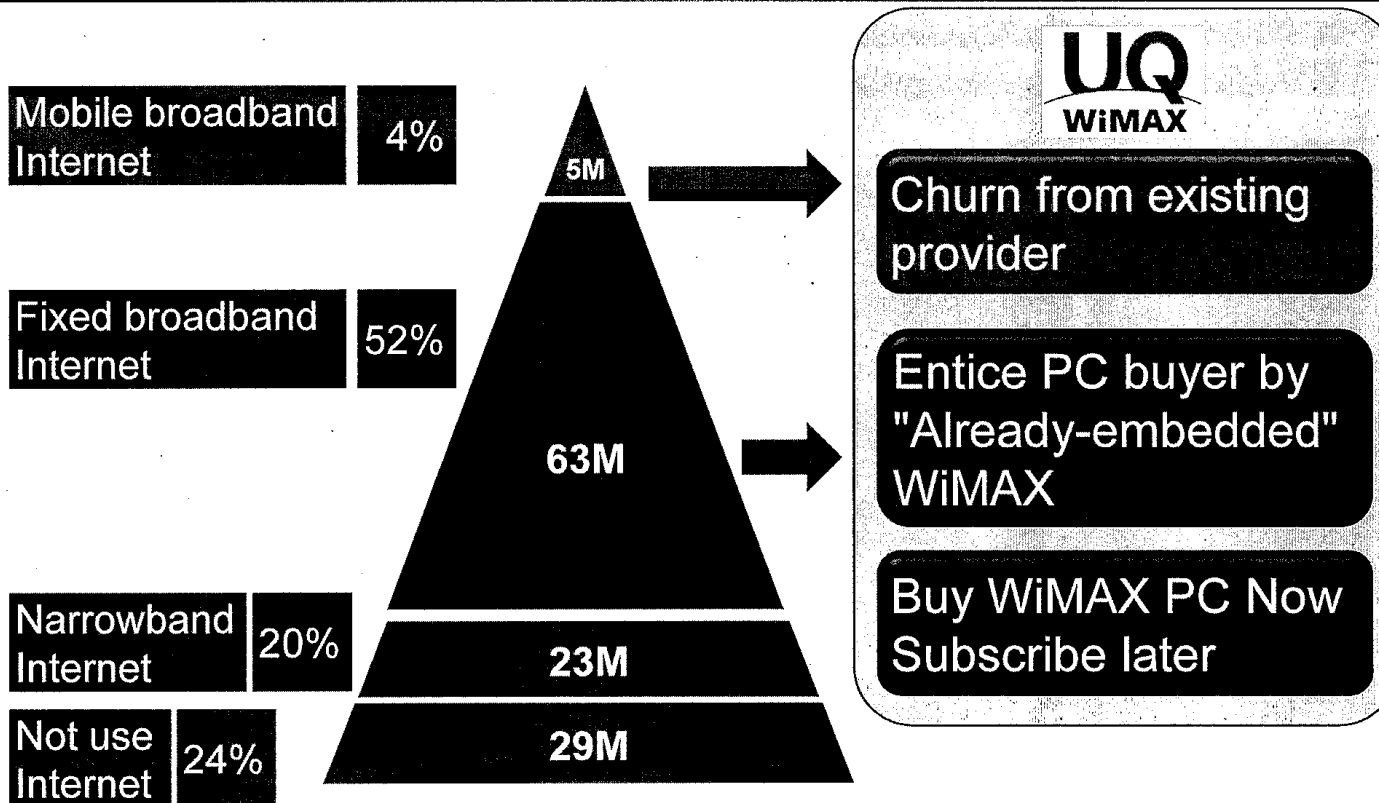 Mobile broadband
Internet
4%
5M
Fixed broadband
Internet
52%
63M
Narrowband
Internet
20%
23M
Not use
Internet
24%
29M
UQ
WiMAX
Churn from existing
provider
Entice PC buyer by
"Already-embedded"
WiMAX
Buy WiMAX PC Now
Subscribe later